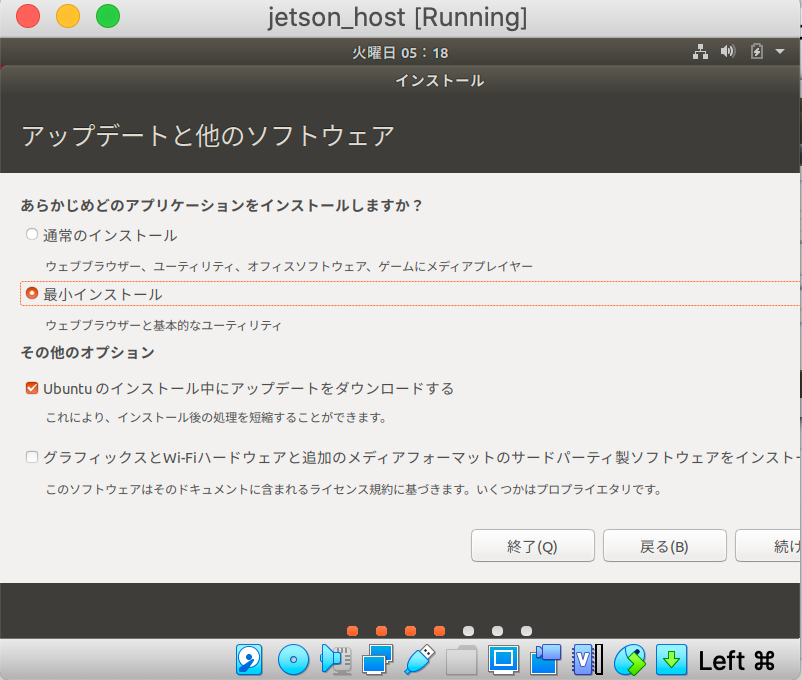 jetson_host [Running]
火曜日 05：18
インストール
アップデートと他のソフトウェア
あらかじめどのアプリケーションをインストールしますか？
通常のインストール
ウェブブラウザー、ユーティリティ、オフィスソフトウェア、ゲームにメディアプレイヤー
最小インストール
ウェブブラウザーと基本的なユーティリティ
その他のオプション
Ubuntu のインストール中にアップデートをダウンロードする
これにより、インストール後の処理を短縮することができます。
グラフィックスとWi-Fiハードウェアと追加のメディアフォーマットのサードパーティ製ソフトウェアをインスト
このソフトウェアはそのドキュメントに含まれるライセンス規約に基づきます。いくつかはプロプライエタリです。
終了(Q) 戻る(B) 続け
Left ⌘